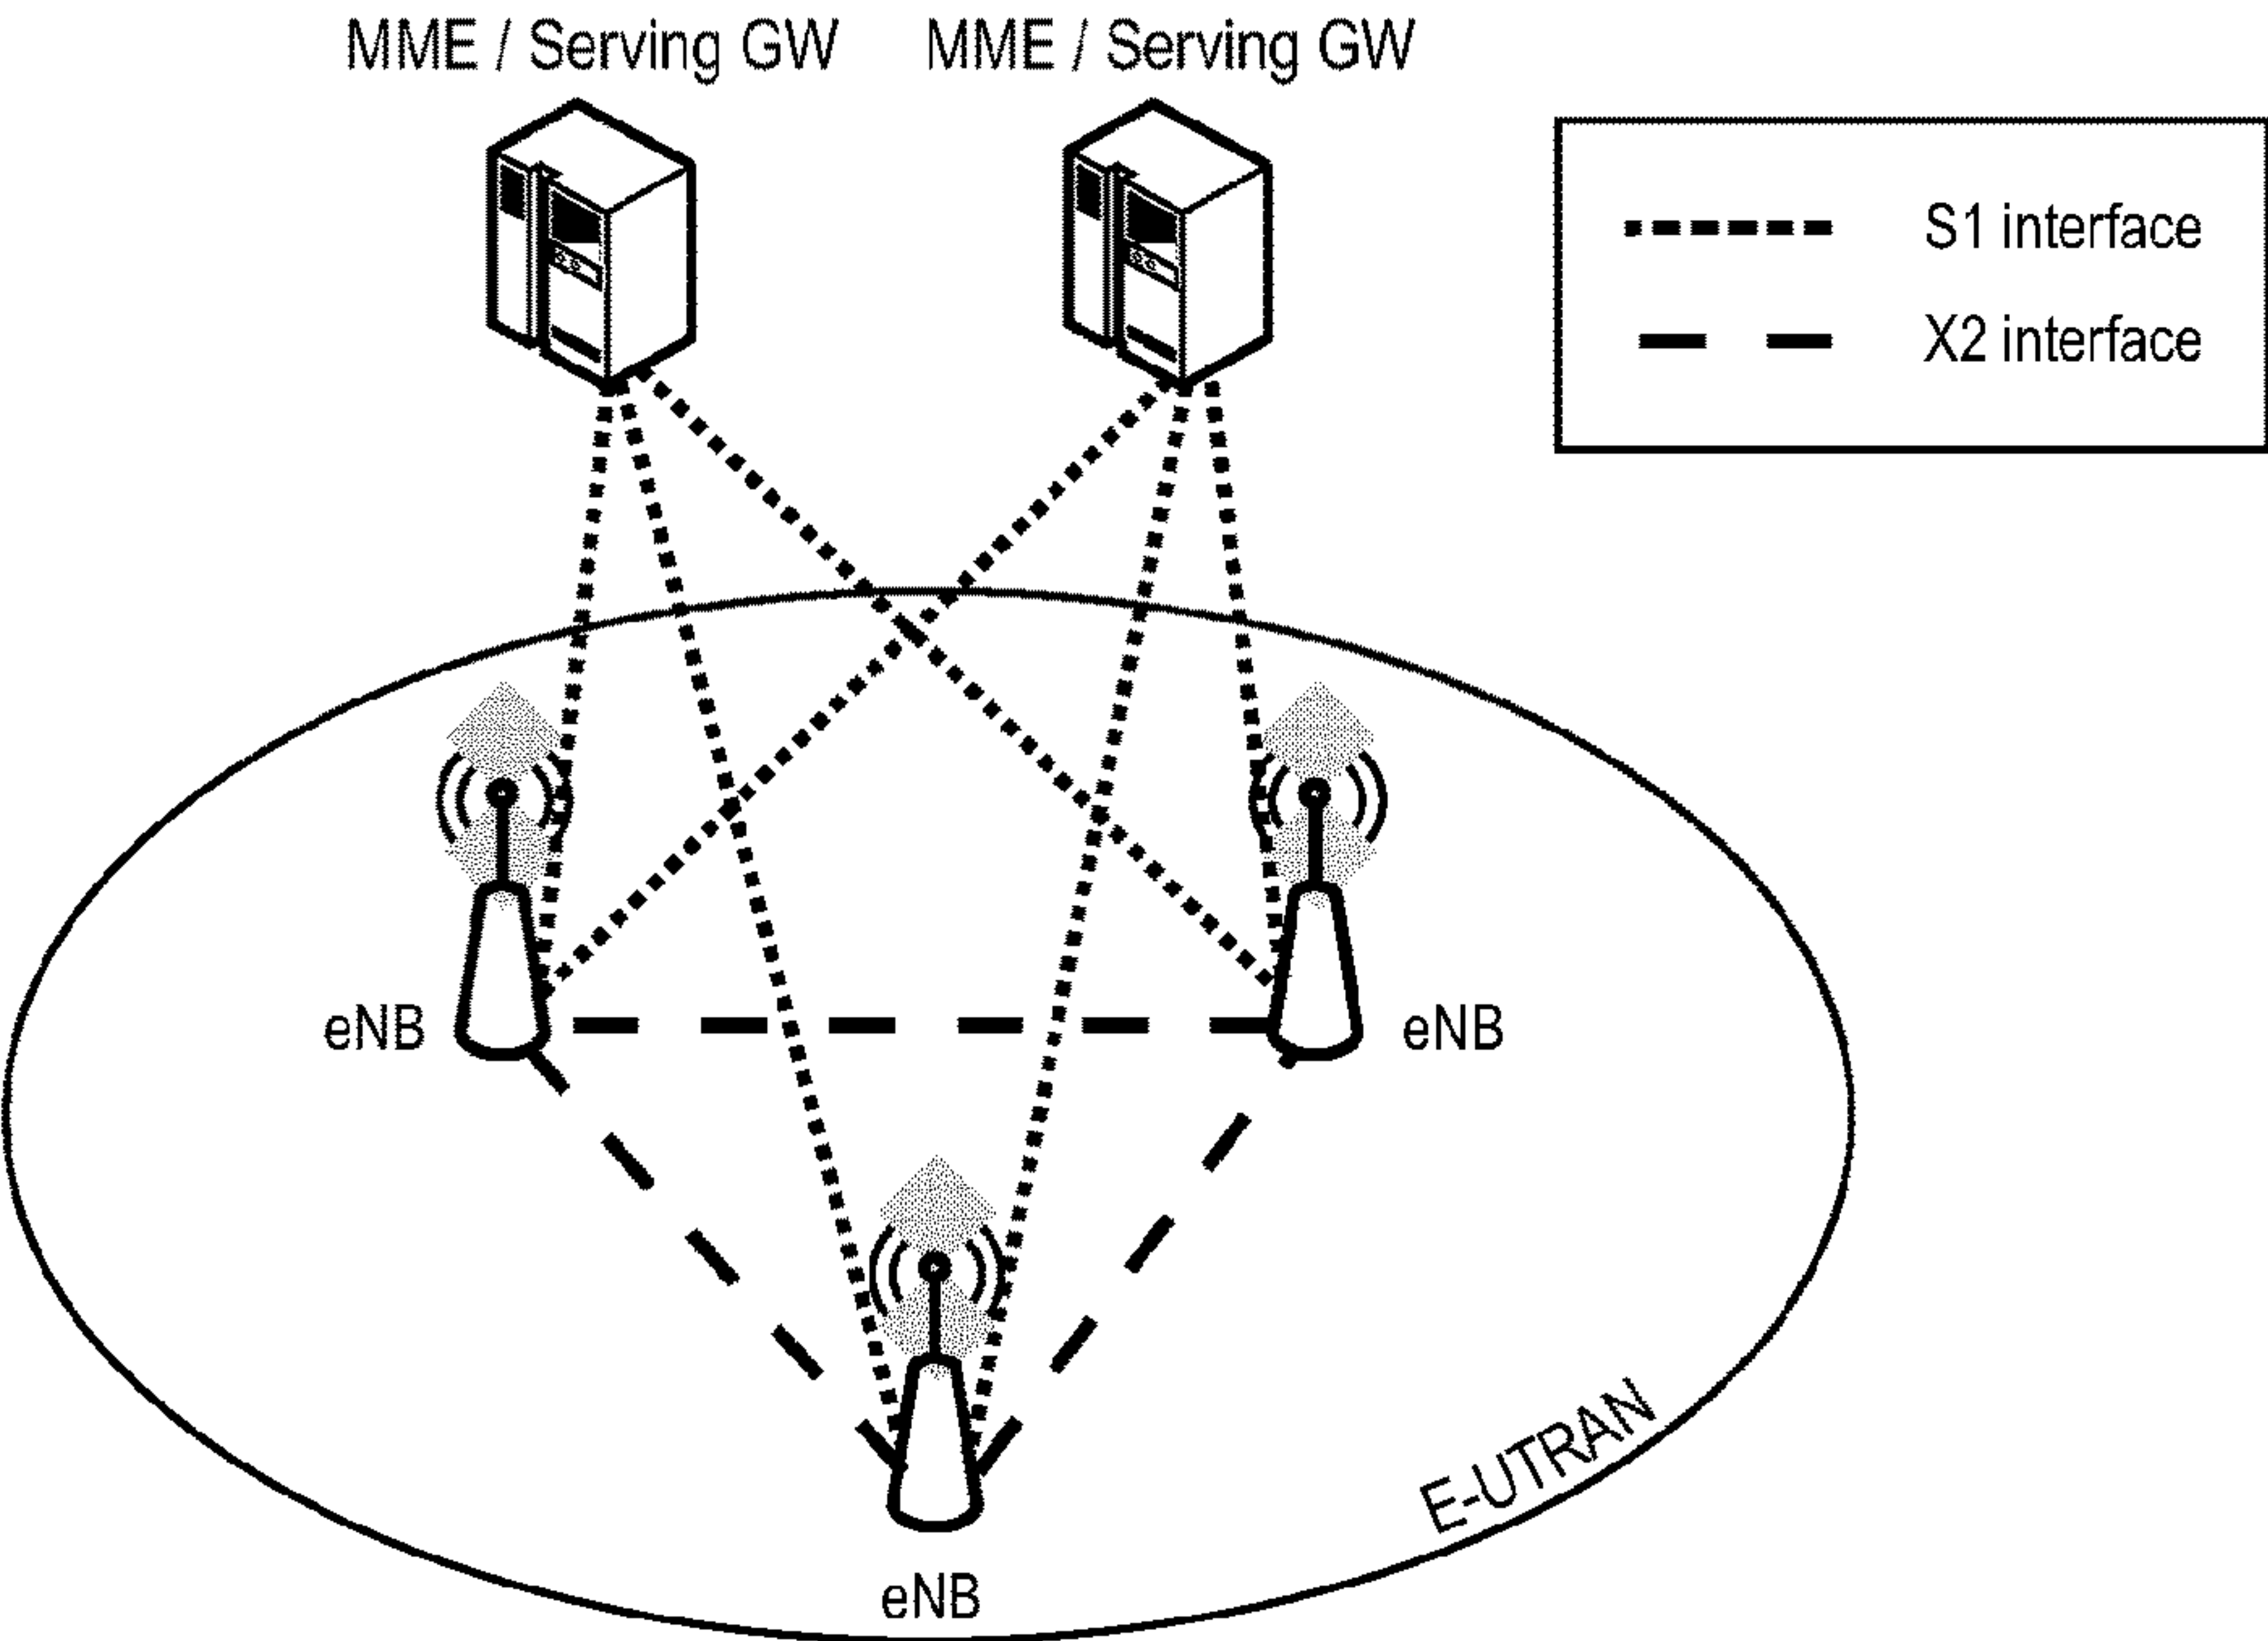 MME / Serving GW
MME / Serving GW
S1 interface
X2 interface
eNB
eNB
E-UTRAN
eNB